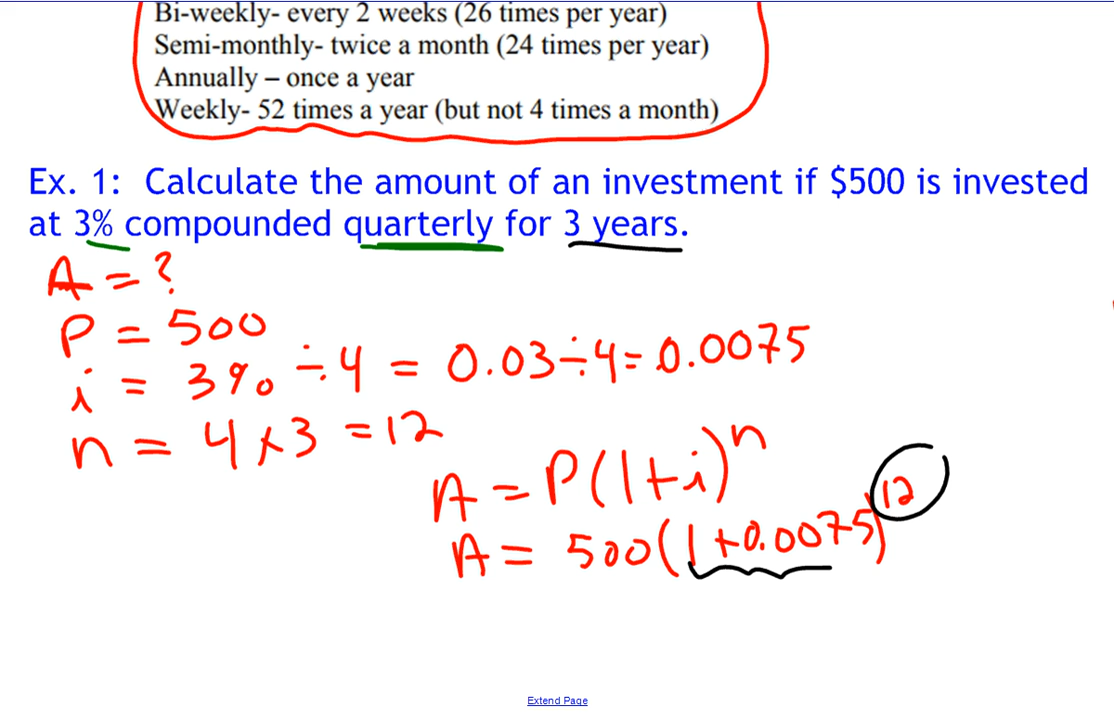 Bi-weekly- every 2 weeks (26 times per year)
Semi-monthly- twice a month (24 times per year)
Annually – once a year
Weekly- 52 times a year (but not 4 times a month)
Ex. 1: Calculate the amount of an investment if $500 is invested
at 3% compounded quarterly for 3 years.
A = ?
P = 500
i = 3% ÷ 4 = 0.03 ÷ 4 = 0.0075
n = 4 x 3 = 12
A = P(1+i)^n
A = 500(1+0.0075)^12
Extend Page